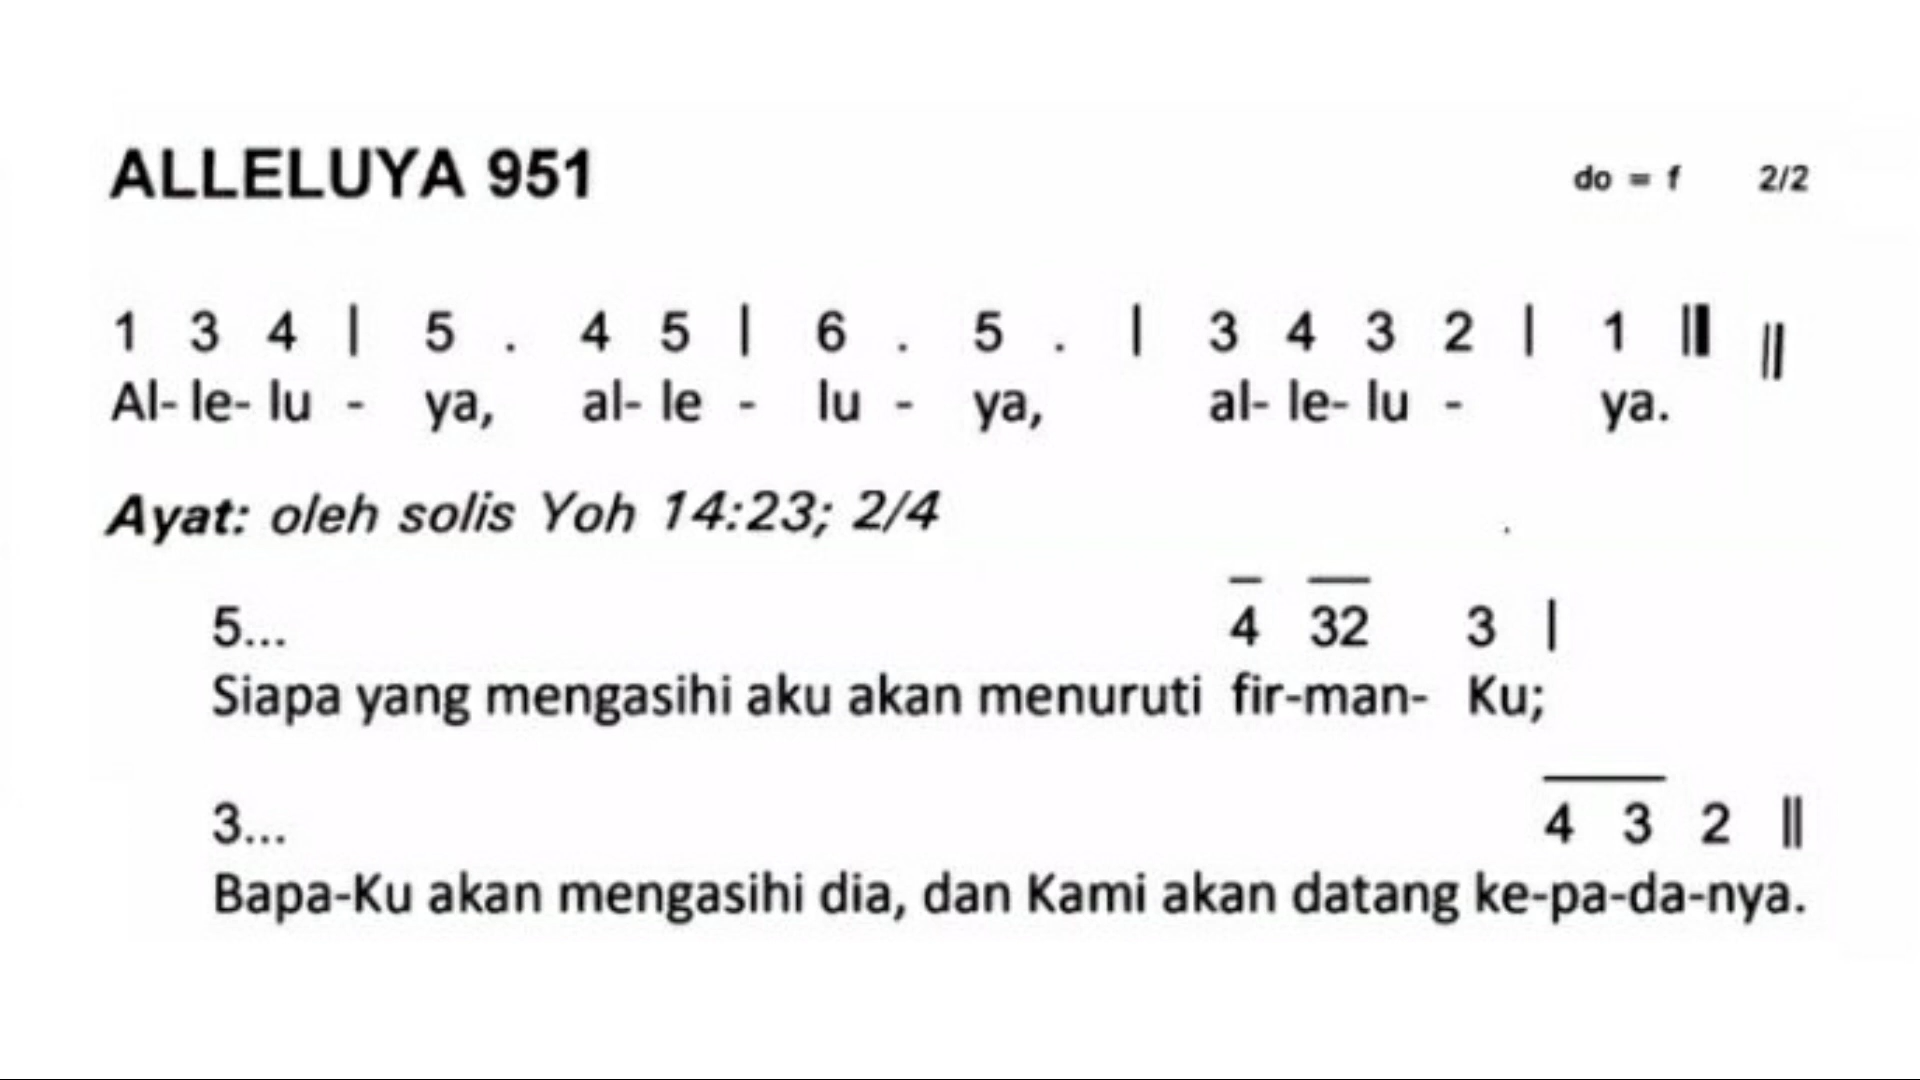 ALLELUYA 951 do = f 2/2
1 3 4 | 5 . 4 5 | 6 . 5 . | 3 4 3 2 | 1 || ||
Al- le- lu - ya, al- le - lu - ya, al- le- lu - ya.
Ayat: oleh solis Yoh 14:23; 2/4
5... 4 32 3 |
Siapa yang mengasihi aku akan menuruti fir-man- Ku;
3... 4 3 2 ||
Bapa-Ku akan mengasihi dia, dan Kami akan datang ke-pa-da-nya.